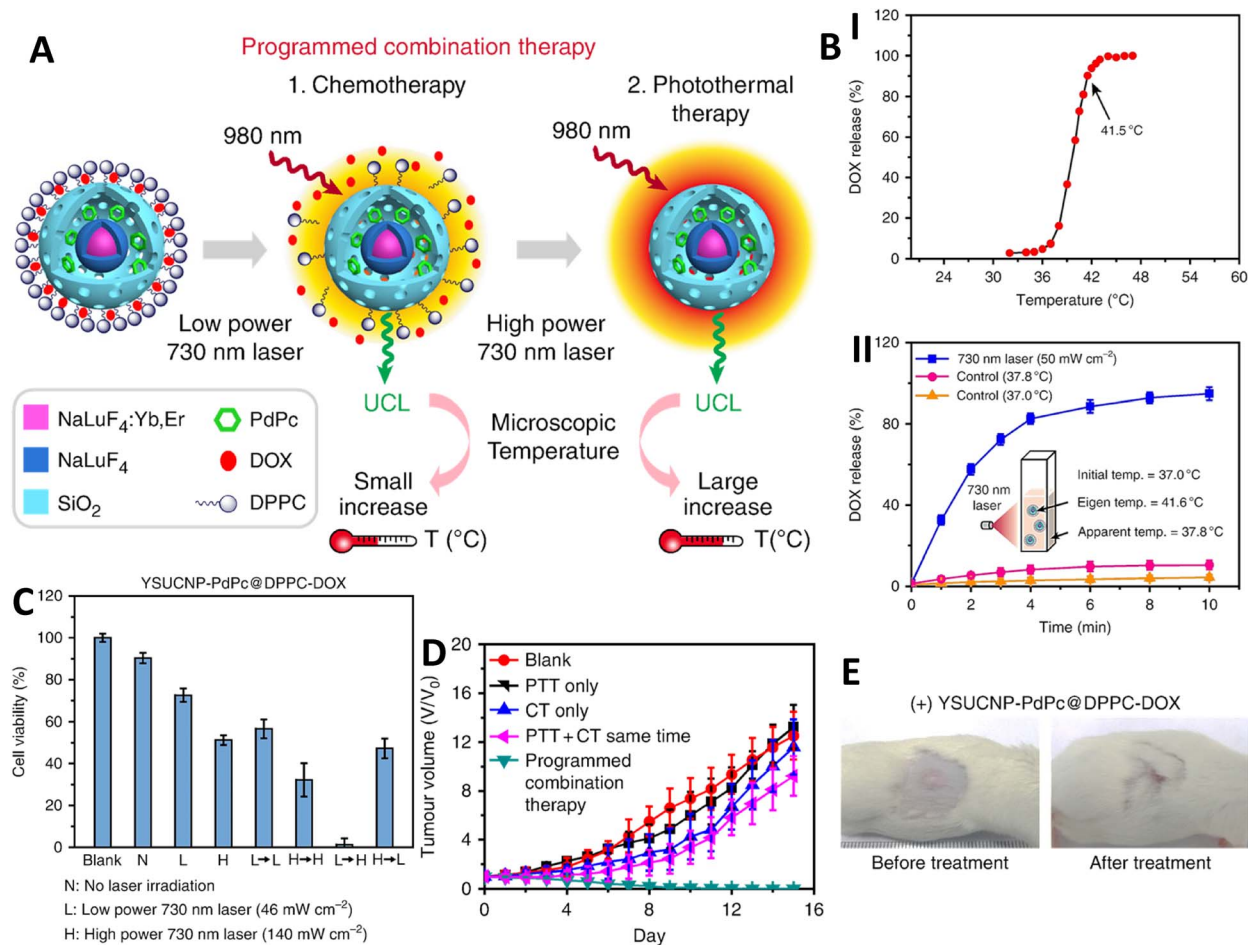 A
Programmed combination therapy
1. Chemotherapy
2. Photothermal
therapy
980 nm
980 nm
Low power
730 nm laser
High power
730 nm laser
UCL
UCL
Microscopic
Temperature
Small
increase
Large
increase
T (°C)
T (°C)
NaLuF₄:Yb,Er
PdPc
NaLuF₄
DOX
SiO₂
DPPC
B
I
120
100
80
60
40
20
0
DOX release (%)
41.5 °C
24
30
36
42
48
54
60
Temperature (°C)
II
120
80
40
0
DOX release (%)
730 nm laser (50 mW cm⁻²)
Control (37.8 °C)
Control (37.0 °C)
730 nm
laser
Initial temp. = 37.0 °C
Eigen temp. = 41.6 °C
Apparent temp. = 37.8 °C
0
2
4
6
8
10
Time (min)
C
YSUCNP-PdPc@DPPC-DOX
120
100
80
60
40
20
0
Cell viability (%)
Blank
N
L
H
L→L
H→H
L→H
H→L
N: No laser irradiation
L: Low power 730 nm laser (46 mW cm⁻²)
H: High power 730 nm laser (140 mW cm⁻²)
D
20
16
12
8
4
0
Tumour volume (V/V₀)
Blank
PTT only
CT only
PTT + CT same time
Programmed
combination
therapy
0
4
8
12
16
Day
E
(+) YSUCNP-PdPc@DPPC-DOX
Before treatment
After treatment